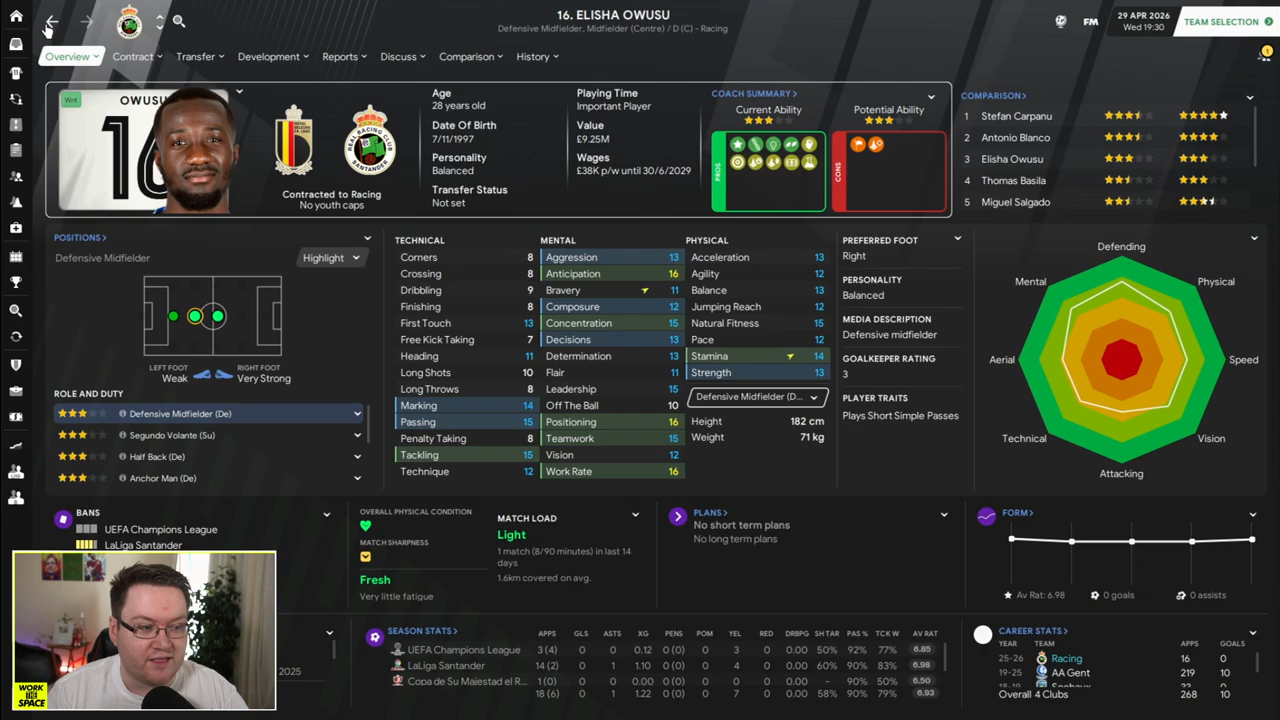 16. ELISHA OWUSU
Defensive Midfielder, Midfielder (Centre) / D (C) - Racing
FM
29 APR 2026
Wed 19:30
TEAM SELECTION
1
Overview
Contract
Transfer
Development
Reports
Discuss
Comparison
History
Wnt
OWUSU
16
Contracted to Racing
No youth caps
Age
28 years old
Date Of Birth
7/11/1997
Personality
Balanced
Transfer Status
Not set
Playing Time
Important Player
Value
£9.25M
Wages
£38K p/w until 30/6/2029
COACH SUMMARY
Current Ability
Potential Ability
PROS
CONS
COMPARISON
1 Stefan Carpanu
2 Antonio Blanco
3 Elisha Owusu
4 Thomas Basila
5 Miguel Salgado
POSITIONS
Defensive Midfielder
Highlight
LEFT FOOT
Weak
RIGHT FOOT
Very Strong
ROLE AND DUTY
Defensive Midfielder (De)
Segundo Volante (Su)
Half Back (De)
Anchor Man (De)
TECHNICAL
Corners 8
Crossing 8
Dribbling 9
Finishing 8
First Touch 13
Free Kick Taking 7
Heading 11
Long Shots 10
Long Throws 8
Marking 14
Passing 15
Penalty Taking 8
Tackling 15
Technique 12
MENTAL
Aggression 13
Anticipation 16
Bravery 11
Composure 12
Concentration 15
Decisions 13
Determination 13
Flair 11
Leadership 15
Off The Ball 10
Positioning 16
Teamwork 15
Vision 12
Work Rate 16
PHYSICAL
Acceleration 13
Agility 12
Balance 13
Jumping Reach 12
Natural Fitness 15
Pace 12
Stamina 14
Strength 13
Defensive Midfielder (D...
Height 182 cm
Weight 71 kg
PREFERRED FOOT
Right
PERSONALITY
Balanced
MEDIA DESCRIPTION
Defensive midfielder
GOALKEEPER RATING
3
PLAYER TRAITS
Plays Short Simple Passes
Defending
Physical
Speed
Vision
Attacking
Technical
Aerial
Mental
BANS
UEFA Champions League
LaLiga Santander
OVERALL PHYSICAL CONDITION
MATCH SHARPNESS
Fresh
Very little fatigue
MATCH LOAD
Light
1 match (8/90 minutes) in last 14
days
1.6km covered on avg.
PLANS
No short term plans
No long term plans
FORM
Av Rat: 6.98
0 goals
0 assists
2025
SEASON STATS APPS GLS ASTS XG PENS POM YEL RED DRBPG SH TAR PAS % TCK W AV RAT
UEFA Champions League 3 (4) 0 0 0.12 0 (0) 0 3 0 0.00 50% 92% 77% 6.85
LaLiga Santander 14 (2) 0 1 1.10 0 (0) 0 4 0 0.00 60% 90% 83% 6.98
Copa de Su Majestad el R... 1 (0) 0 0 0.00 0 (0) 0 0 0 0.00 - 90% 50% 6.50
18 (6) 0 1 1.22 0 (0) 0 7 0 0.00 58% 90% 79% 6.93
CAREER STATS
YEAR TEAM APPS GLS
25-26 Racing 16 0
19-25 AA Gent 219 10
Overall 4 Clubs 268 10
WORK
THE
SPACE